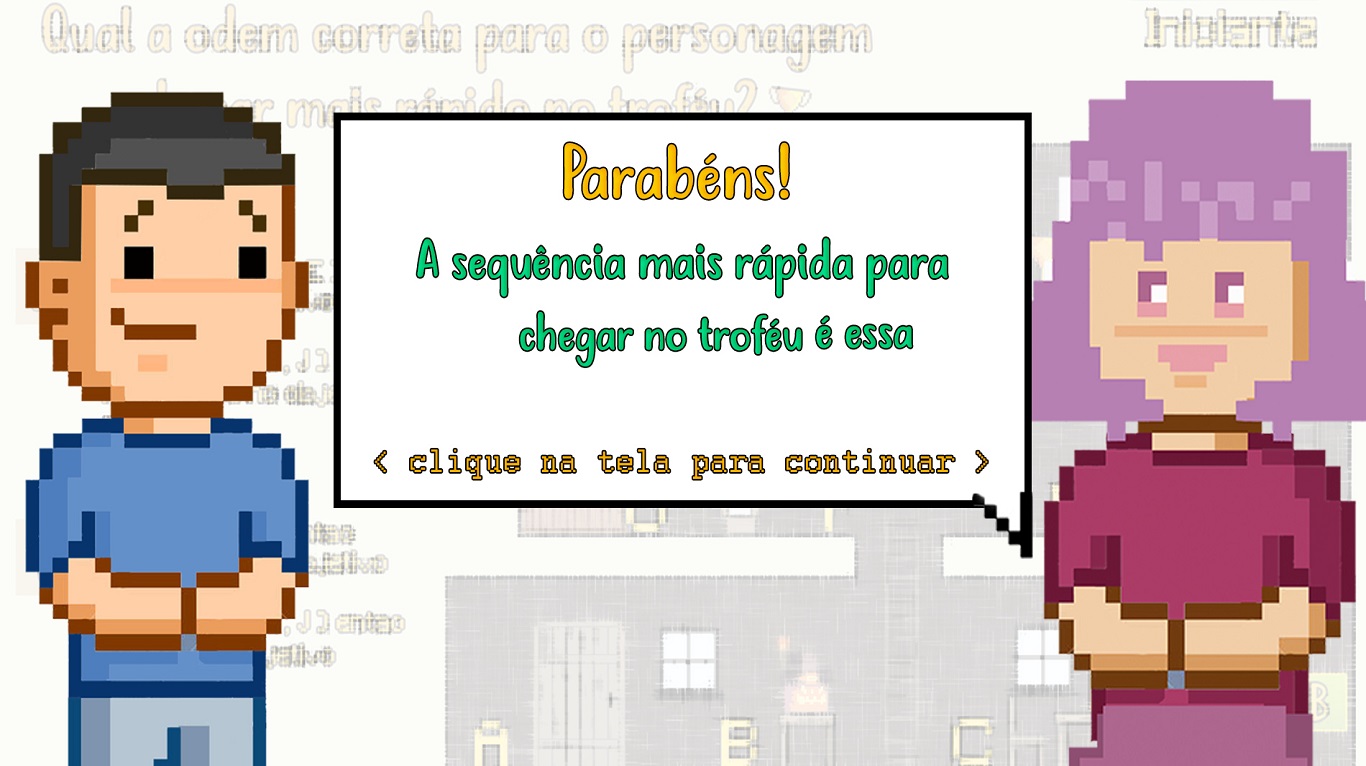 Qual a odem correta para o personagem
Iniciante
mais rápido no troféu?
Parabéns!
A sequência mais rápida para
chegar no troféu é essa
< clique na tela para continuar >
, J ) então
A
B
C
B